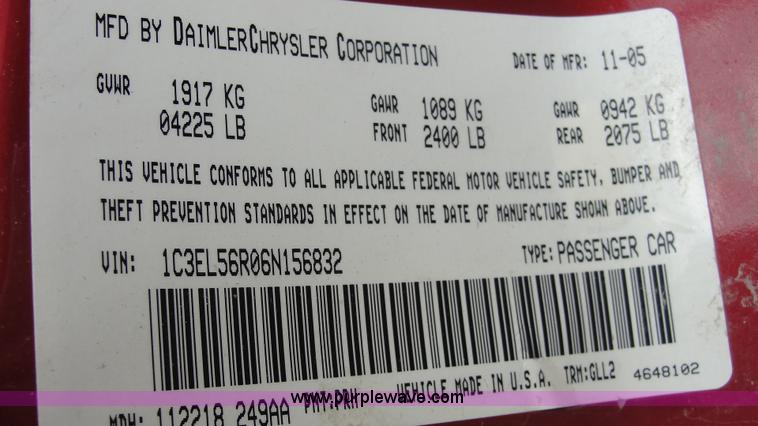 MFD BY DAIMLERCHRYSLER CORPORATION DATE OF MFR: 11-05
GVWR 1917 KG GAWR 1089 KG GAWR 0942 KG
04225 LB FRONT 2400 LB REAR 2075 LB
THIS VEHICLE CONFORMS TO ALL APPLICABLE FEDERAL MOTOR VEHICLE SAFETY, BUMPER AND
THEFT PREVENTION STANDARDS IN EFFECT ON THE DATE OF MANUFACTURE SHOWN ABOVE.
VIN: 1C3EL56R06N156832 TYPE: PASSENGER CAR
MDH: 112218 249AA PNT:PRH VEHICLE MADE IN U.S.A. TRM:GLL2 4648102
www.purplewave.com